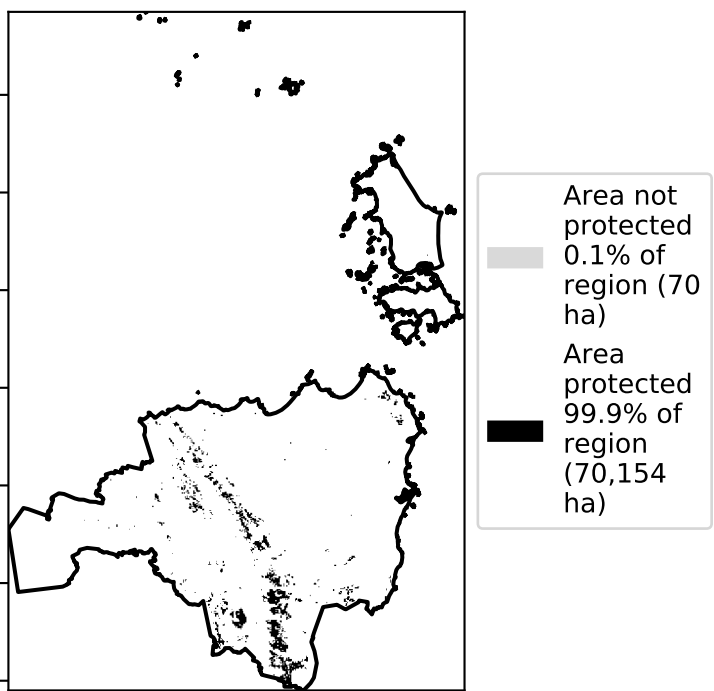 Area not
protected
0.1% of
region (70
ha)
Area
protected
99.9% of
region
(70,154
ha)